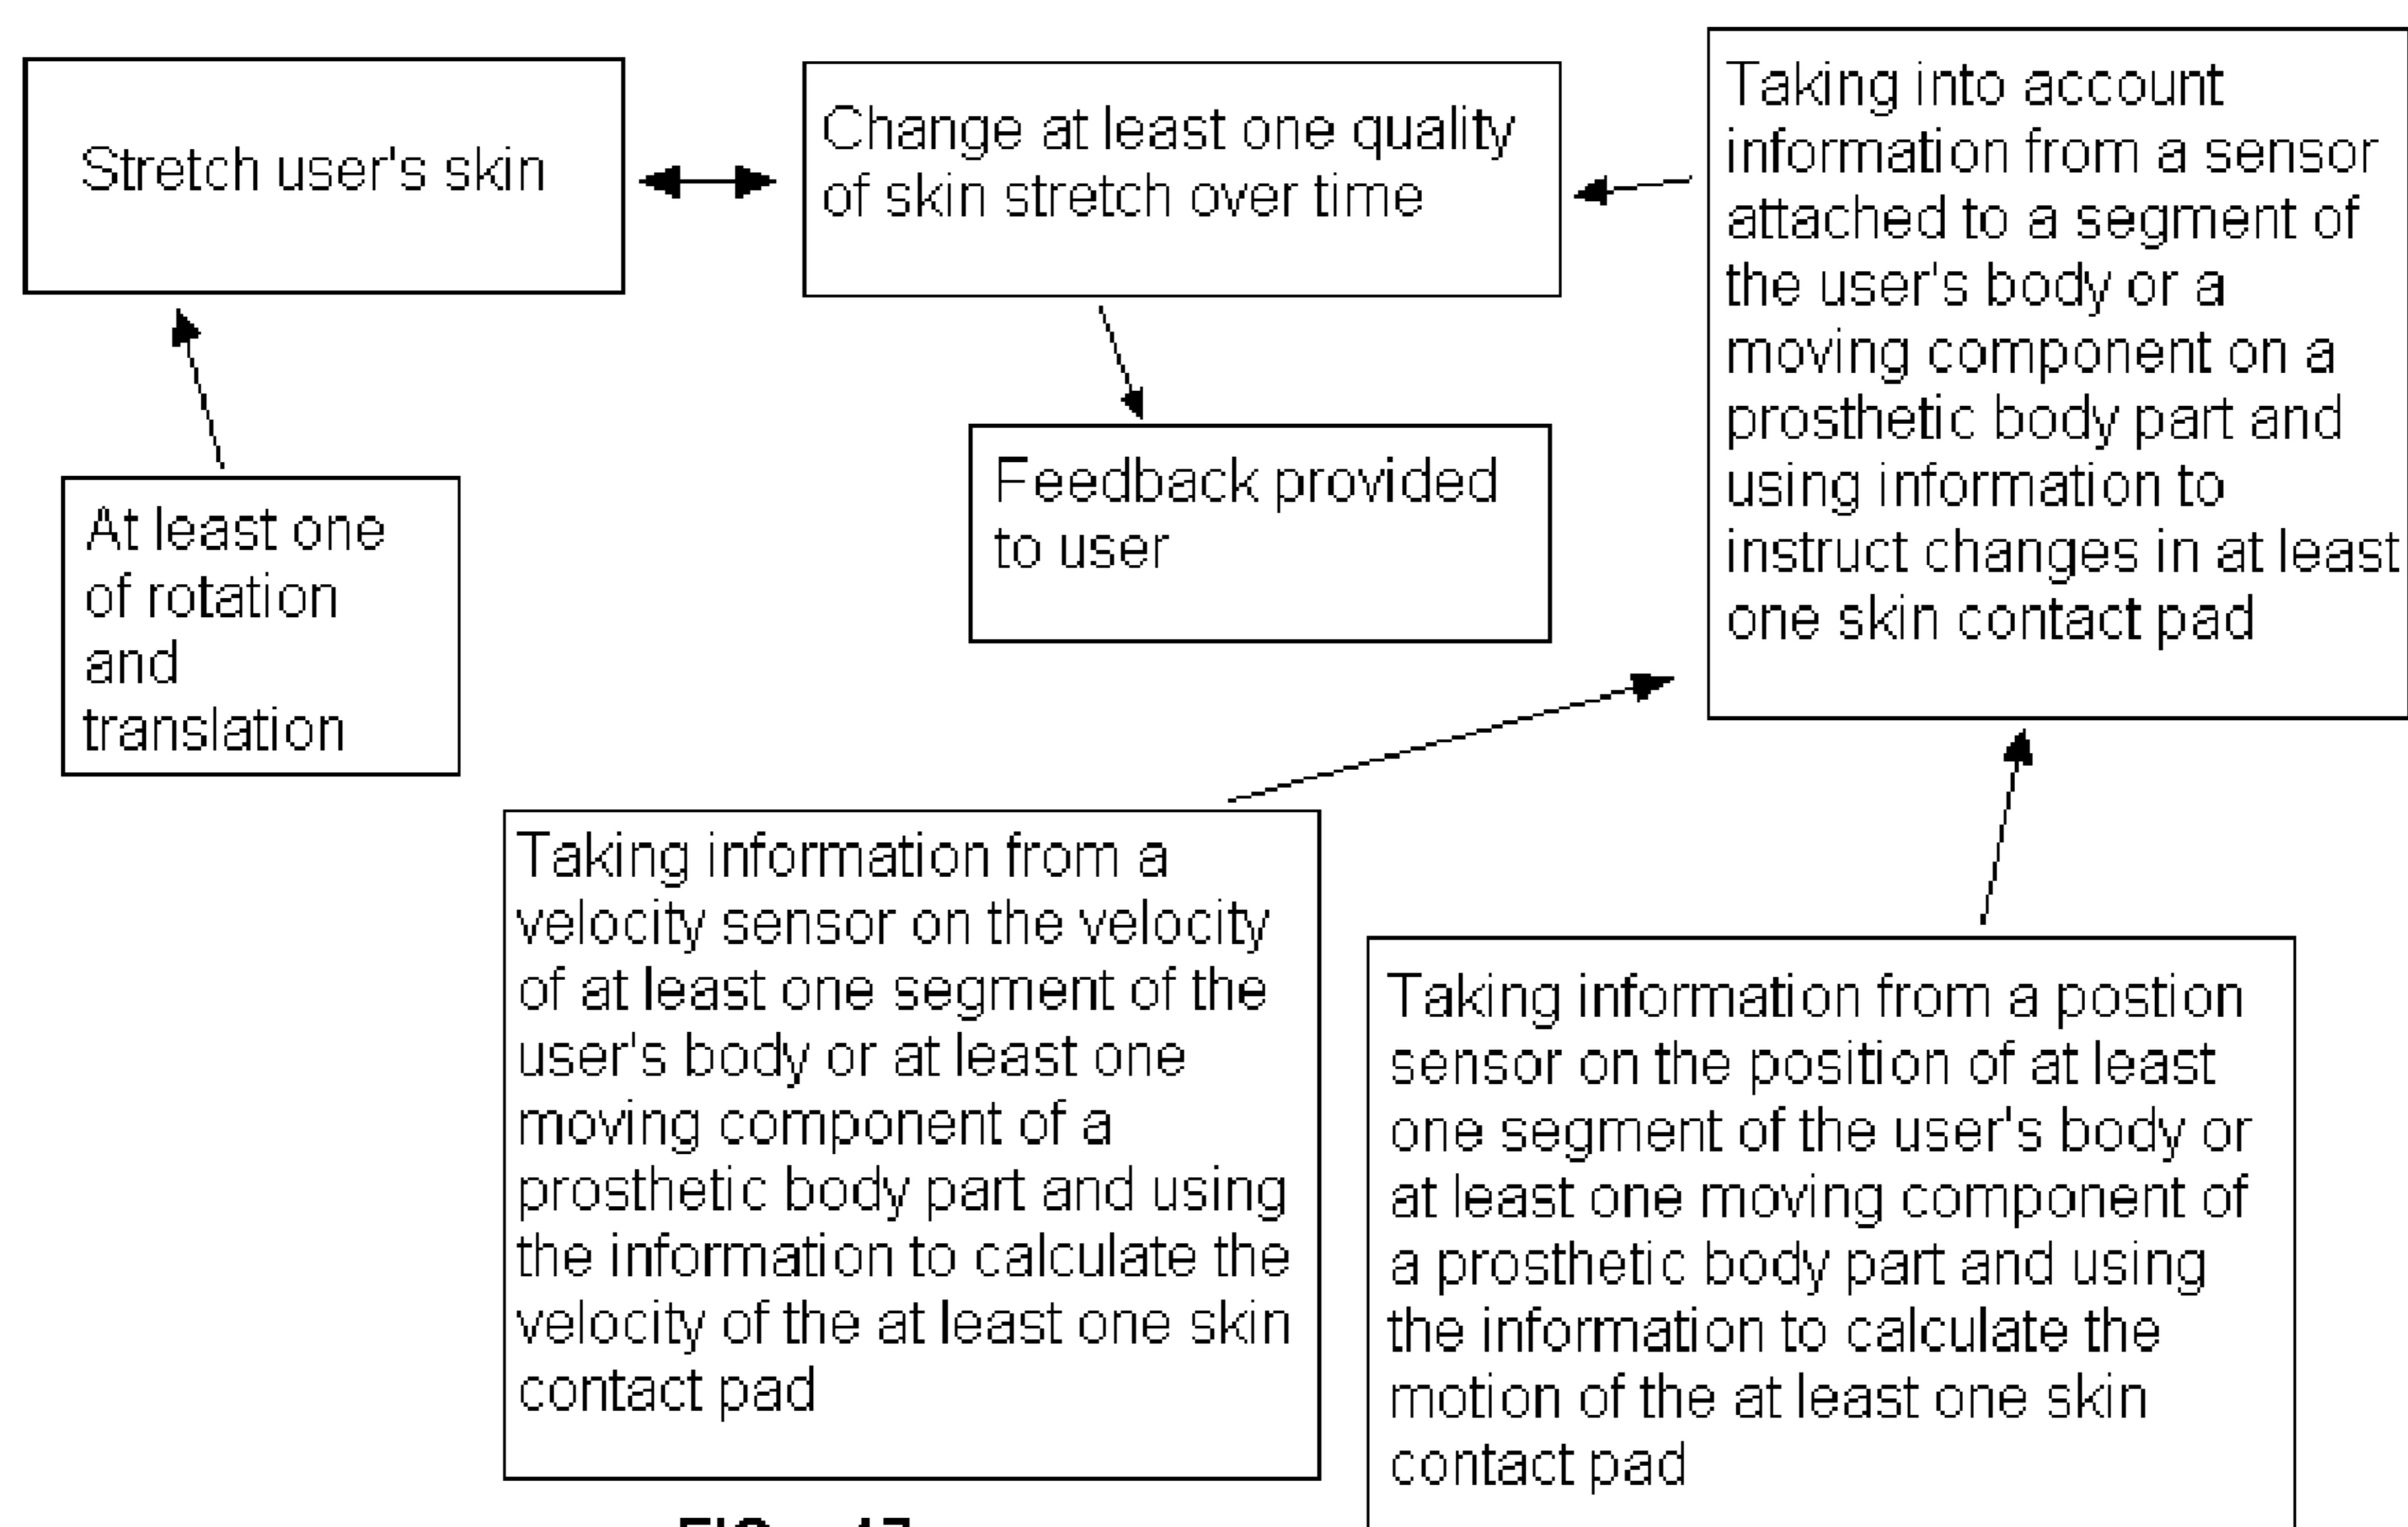 Stretch user's skin
Change at least one quality
of skin stretch over time
Taking into account
information from a sensor
attached to a segment of
the user's body or a
moving component on a
prosthetic body part and
using information to
instruct changes in at least
one skin contact pad
At least one
of rotation
and
translation
Feedback provided
to user
Taking information from a
velocity sensor on the velocity
of at least one segment of the
user's body or at least one
moving component of a
prosthetic body part and using
the information to calculate the
velocity of the at least one skin
contact pad
Taking information from a postion
sensor on the position of at least
one segment of the user's body or
at least one moving component of
a prosthetic body part and using
the information to calculate the
motion of the at least one skin
contact pad